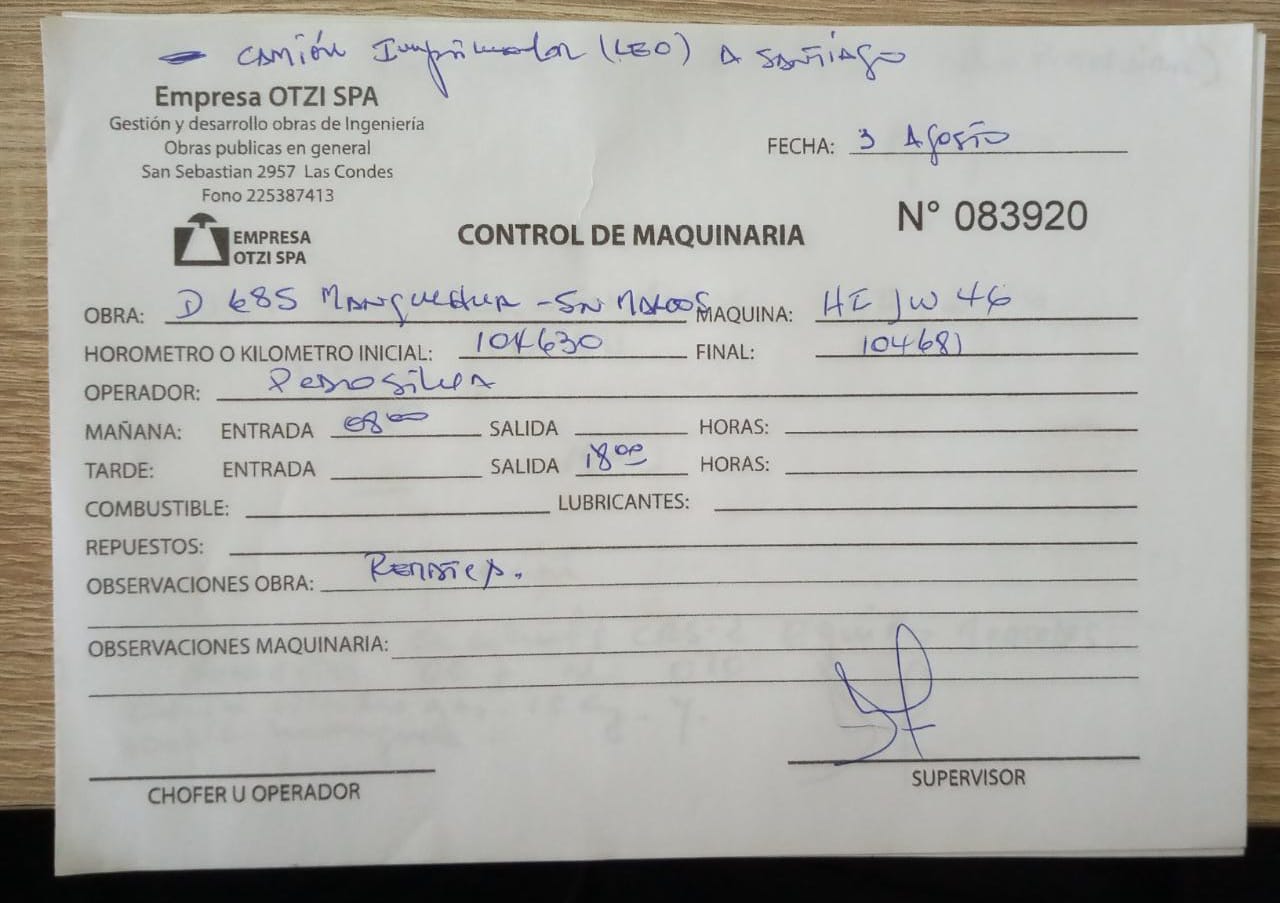 - CAMIÓN Imprimador (LEO) A SANTIAGO
Empresa OTZI SPA
Gestión y desarrollo obras de Ingeniería
Obras publicas en general
San Sebastian 2957 Las Condes
Fono 225387413
FECHA: 3 Agosto
N° 083920
EMPRESA
OTZI SPA
CONTROL DE MAQUINARIA
OBRA: D 685 MANQUEHUA - SN MARCOS MAQUINA: HE JW 46
HOROMETRO O KILOMETRO INICIAL: 104630 FINAL: 104681
OPERADOR: Pedro Silva
MAÑANA: ENTRADA 08 00 SALIDA HORAS:
TARDE: ENTRADA SALIDA 18 00 HORAS:
COMBUSTIBLE: LUBRICANTES:
REPUESTOS:
OBSERVACIONES OBRA:
OBSERVACIONES MAQUINARIA:
CHOFER U OPERADOR
SUPERVISOR